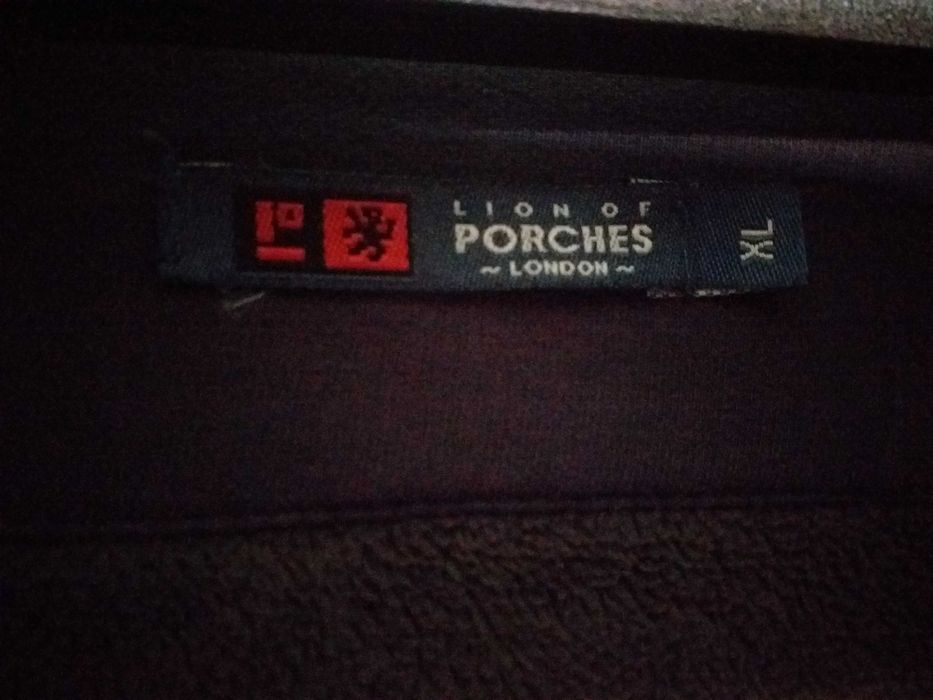 LION OF
PORCHES
~ LONDON ~
XL